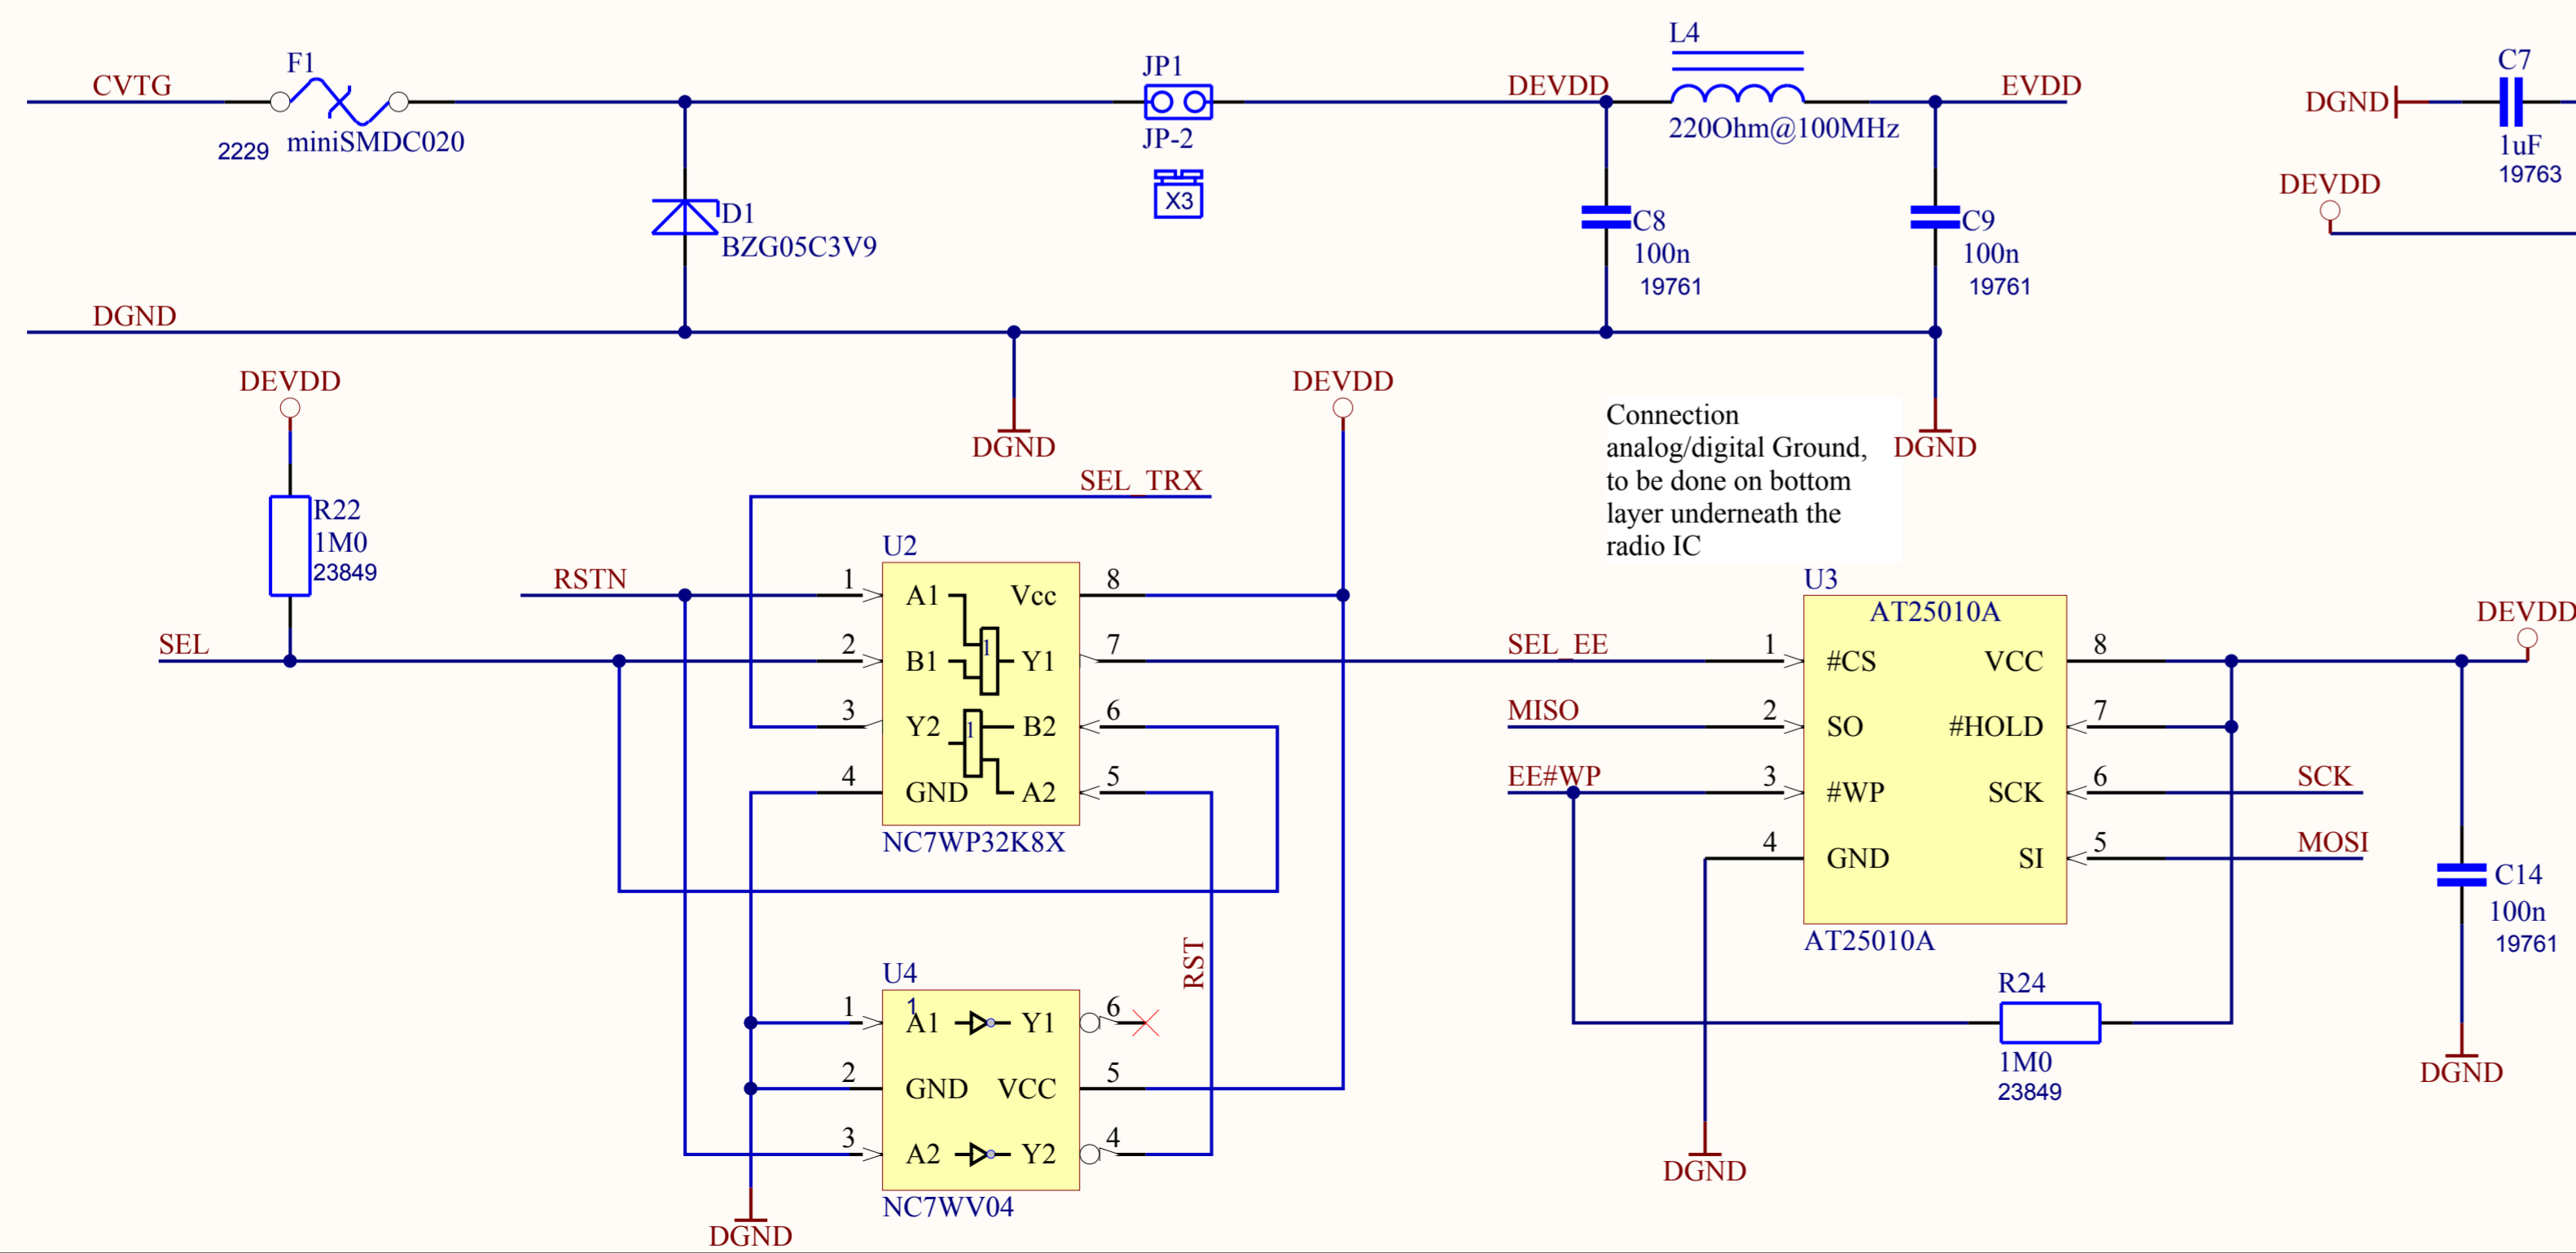 CVTG
F1
2229
miniSMDC020
D1
BZG05C3V9
JP1
JP-2
X3
DEVDD
L4
220Ohm@100MHz
EVDD
C8
100n
19761
C9
100n
19761
DGND
C7
1uF
19763
DEVDD
DGND
DGND
DGND
Connection
analog/digital Ground,
to be done on bottom
layer underneath the
radio IC
DEVDD
R22
1M0
23849
SEL
RSTN
SEL_TRX
DEVDD
U2
1 A1 Vcc 8
2 B1 1 Y1 7
3 Y2 1 B2 6
4 GND A2 5
NC7WP32K8X
RST
U4
1
1 A1 Y1 6
2 GND VCC 5
3 A2 Y2 4
NC7WV04
DGND
SEL_EE
MISO
EE#WP
U3
AT25010A
1 #CS VCC 8
2 SO #HOLD 7
3 #WP SCK 6
4 GND SI 5
AT25010A
SCK
MOSI
DEVDD
C14
100n
19761
DGND
R24
1M0
23849
DGND